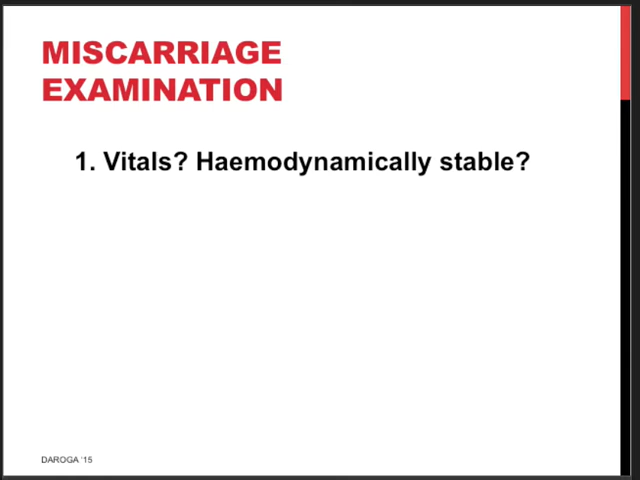 MISCARRIAGE
EXAMINATION
1. Vitals? Haemodynamically stable?
DAROGA '15